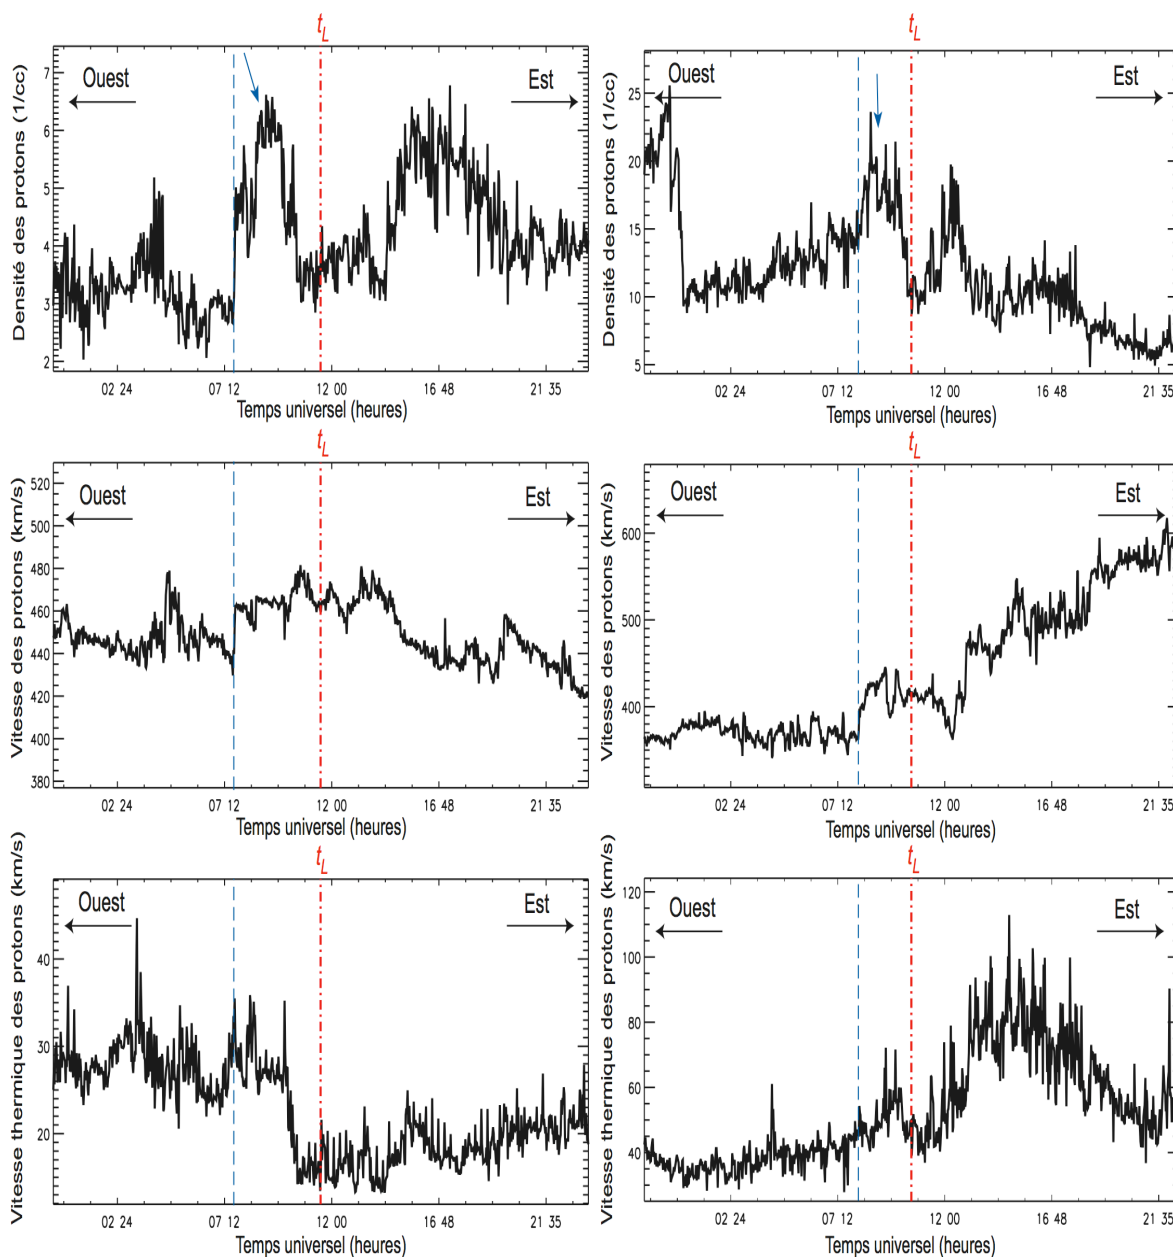 t_L
t_L
Densité des protons (1/cc)
7
6
5
4
3
2
Ouest
Est
02 24
07 12
12 00
16 48
21 35
Temps universel (heures)
Densité des protons (1/cc)
25
20
15
10
5
Ouest
Est
02 24
07 12
12 00
16 48
21 35
Temps universel (heures)
t_L
t_L
Vitesse des protons (km/s)
520
500
480
460
440
420
400
380
Ouest
Est
02 24
07 12
12 00
16 48
21 35
Temps universel (heures)
Vitesse des protons (km/s)
600
500
400
Ouest
Est
02 24
07 12
12 00
16 48
21 35
Temps universel (heures)
t_L
t_L
Vitesse thermique des protons (km/s)
40
30
20
Ouest
Est
02 24
07 12
12 00
16 48
21 35
Temps universel (heures)
Vitesse thermique des protons (km/s)
120
100
80
60
40
Ouest
Est
02 24
07 12
12 00
16 48
21 35
Temps universel (heures)